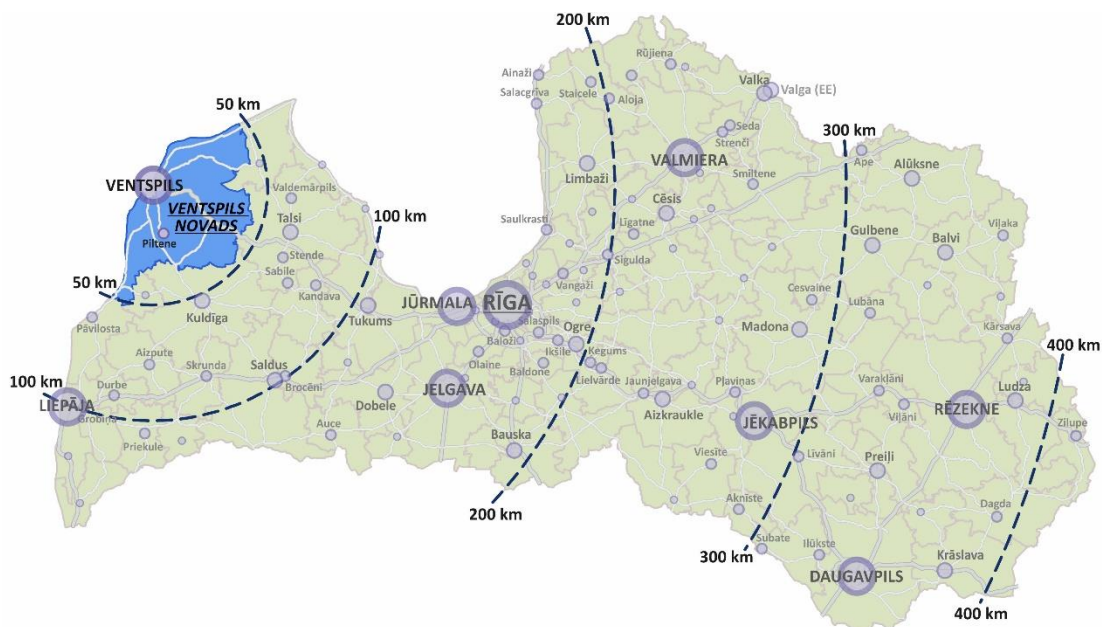 200 km
Rūjiena
Ainaži
Valka
Valga (EE)
Salacgrīva
Staicele
Aloja
50 km
Seda
Strenči
300 km
VALMIERA
Ape
Alūksne
Limbaži
Smiltene
VENTSPILS
Valdemārpils
VENTSPILS
NOVADS
Cēsis
100 km
Talsi
Saulkrasti
Līgatne
Piltene
Gulbene
Viļaka
Balvi
Stende
Sigulda
Sabile
50 km
Kandava
Vangaži
Cesvaine
Kuldīga
JŪRMALA
RĪGA
Lubāna
Tukums
Pāvilosta
Salaspils
Ogre
Madona
Kārsava
Baloži
Aizpute
Ikšķile
400 km
Olaine
Ķegums
Skrunda
Saldus
Baldone
100 km
Durbe
Brocēni
Lielvārde
Jaunjelgava
Pļaviņas
Varakļāni
Ludza
LIEPĀJA
JELGAVA
Dobele
Aizkraukle
Viļāni
RĒZEKNE
Grobiņa
JĒKABPILS
Zilupe
Priekule
Auce
Bauska
Viesīte
Līvāni
Preiļi
200 km
Aknīste
Dagda
Subate
Ilūkste
300 km
Krāslava
DAUGAVPILS
400 km